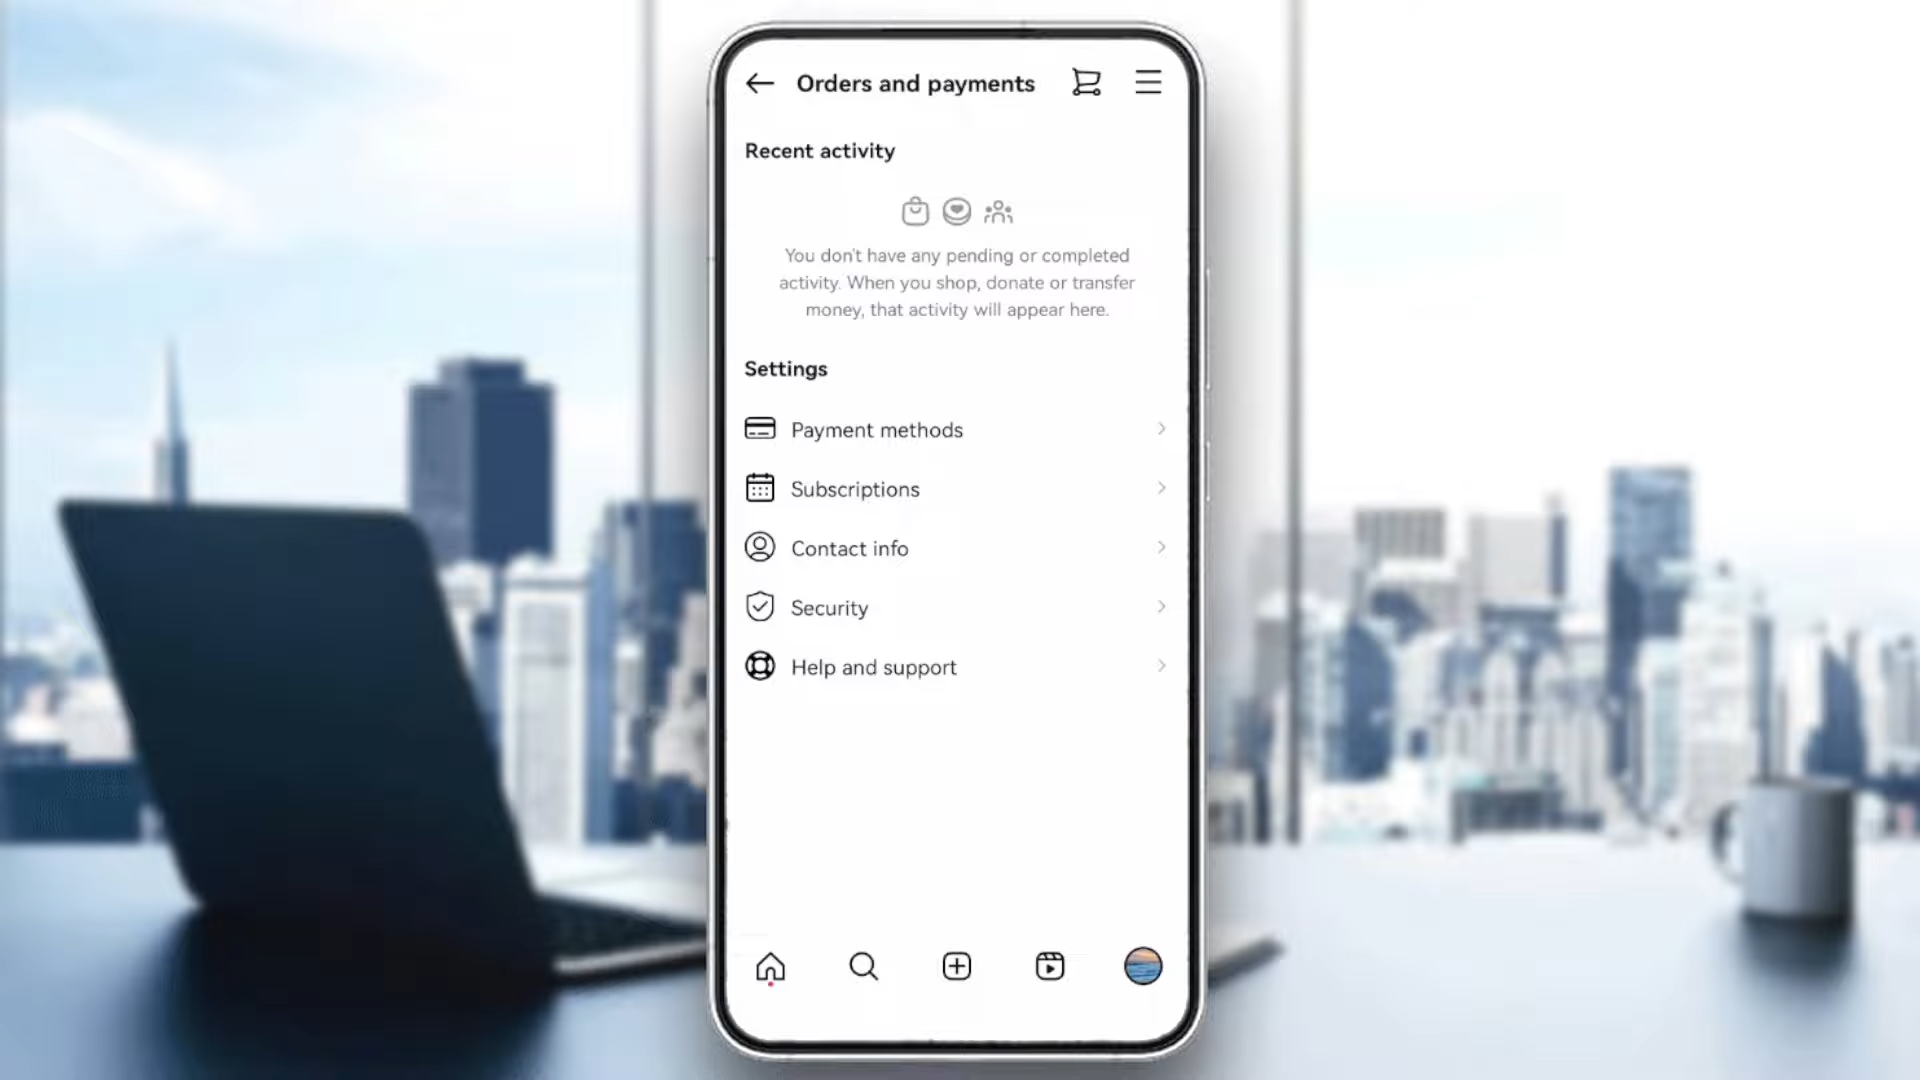 Orders and payments
Recent activity
You don't have any pending or completed
activity. When you shop, donate or transfer
money, that activity will appear here.
Settings
Payment methods
Subscriptions
Contact info
Security
Help and support